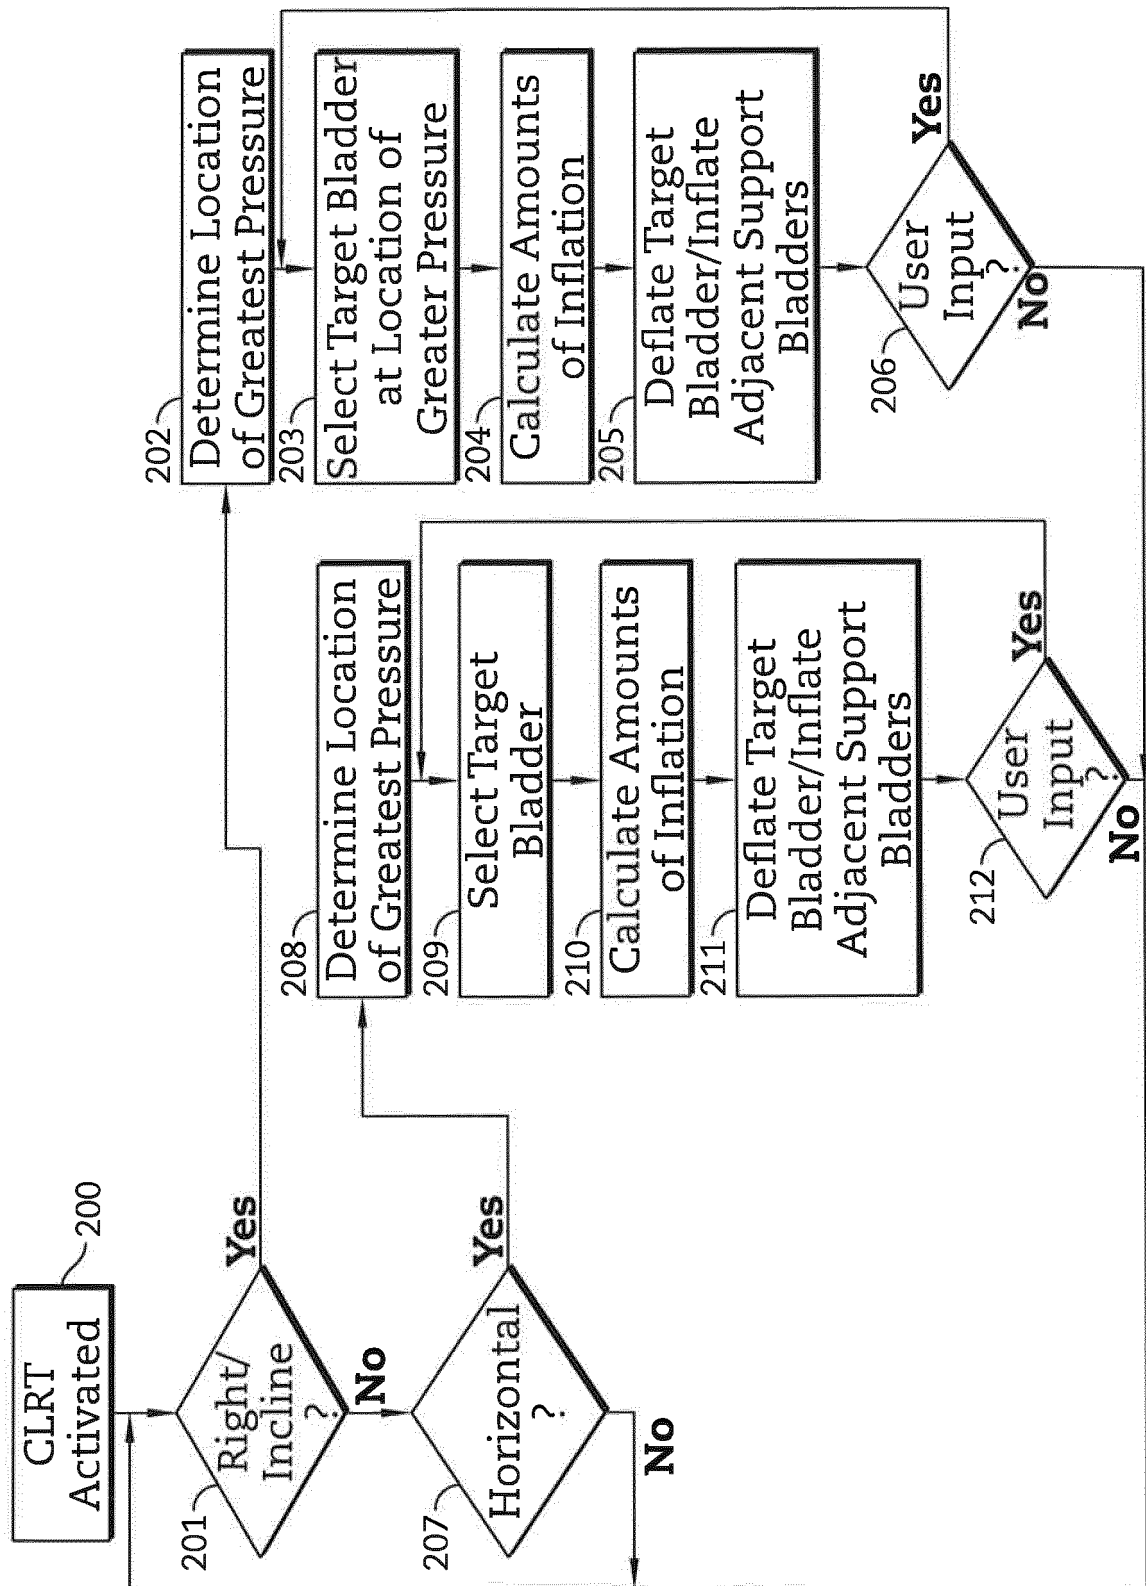 CLRT
Activated
200
Right/
Incline
?
201
Yes
No
Horizontal
?
207
Yes
No
208
Determine Location
of Greatest Pressure
209
Select Target
Bladder
210
Calculate Amounts
of Inflation
211
Deflate Target
Bladder/Inflate
Adjacent Support
Bladders
212
User
Input
?
Yes
No
202
Determine Location
of Greatest Pressure
203
Select Target Bladder
at Location of
Greater Pressure
204
Calculate Amounts
of Inflation
205
Deflate Target
Bladder/Inflate
Adjacent Support
Bladders
206
User
Input
?
Yes
No